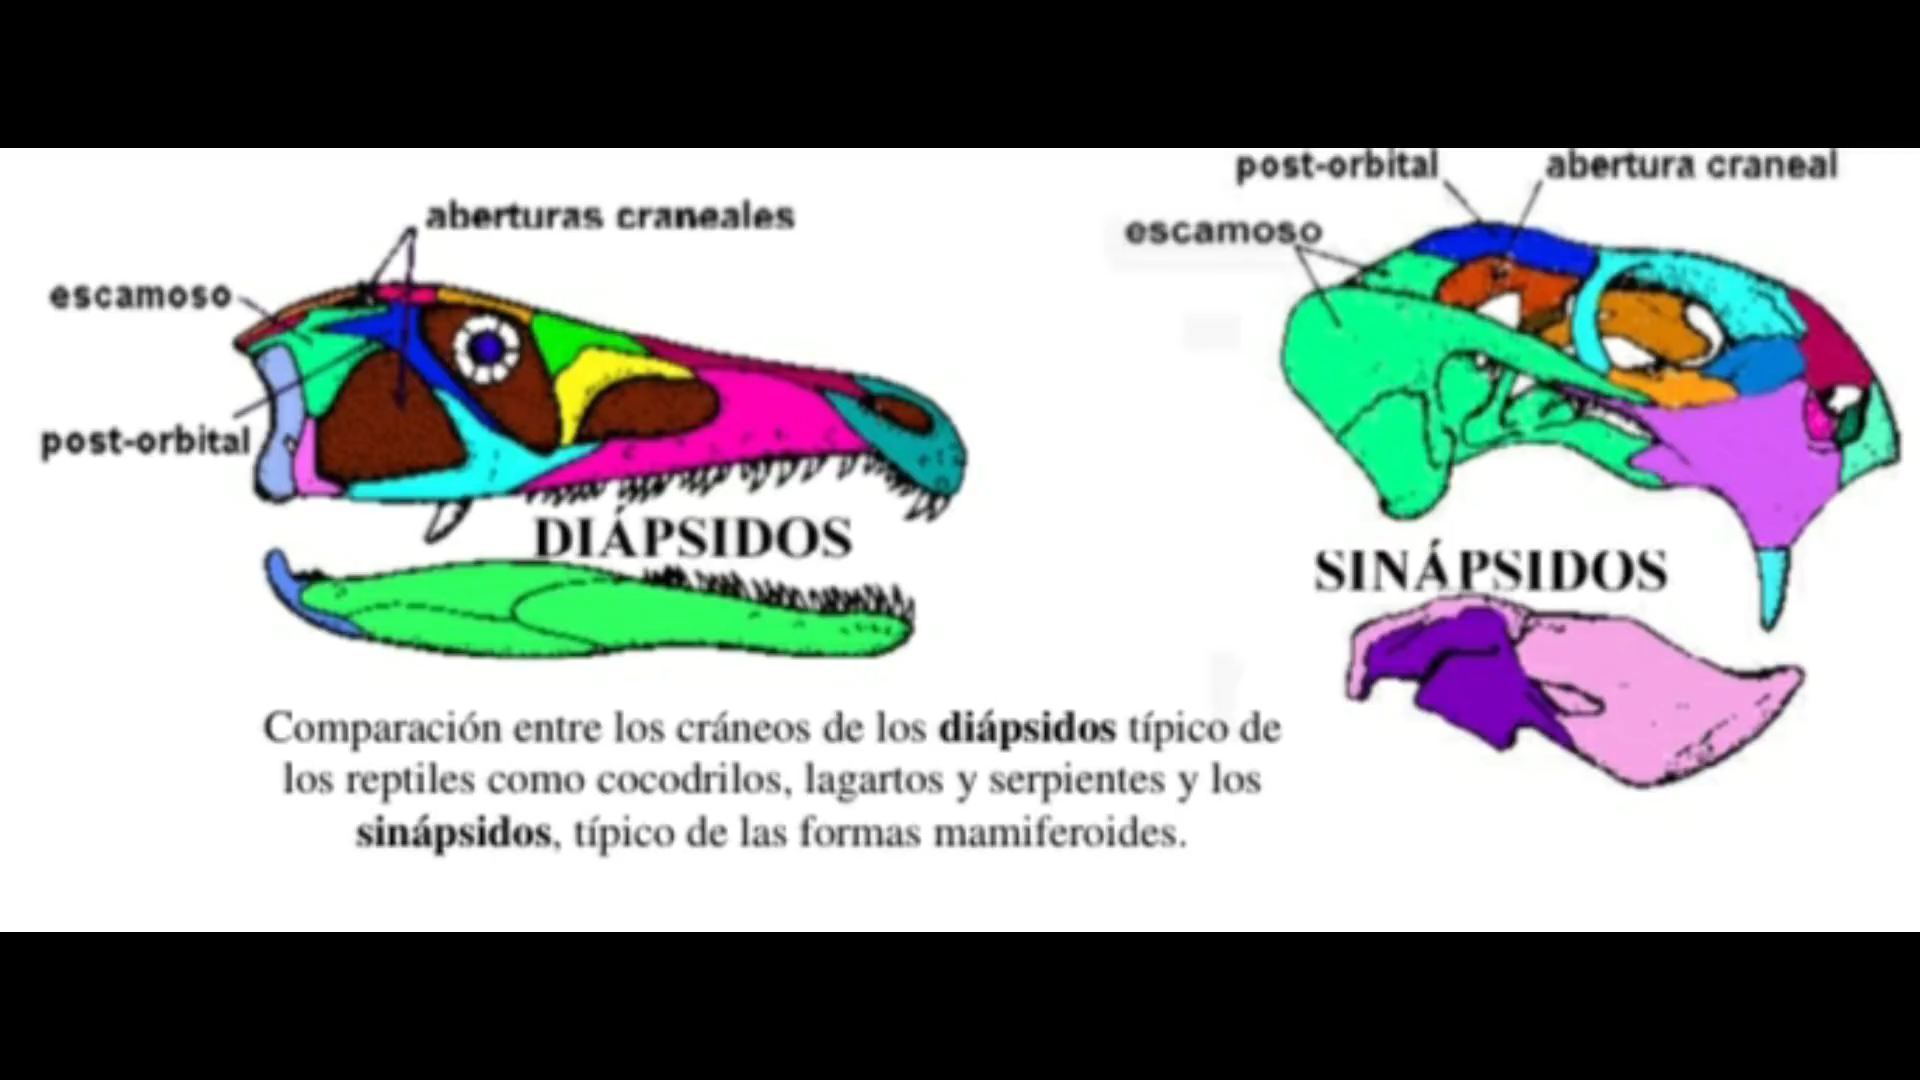 aberturas craneales
escamoso
post-orbital
DIÁPSIDOS
post-orbital
abertura craneal
escamoso
SINÁPSIDOS
Comparación entre los cráneos de los diápsidos típico de
los reptiles como cocodrilos, lagartos y serpientes y los
sinápsidos, típico de las formas mamiferoides.